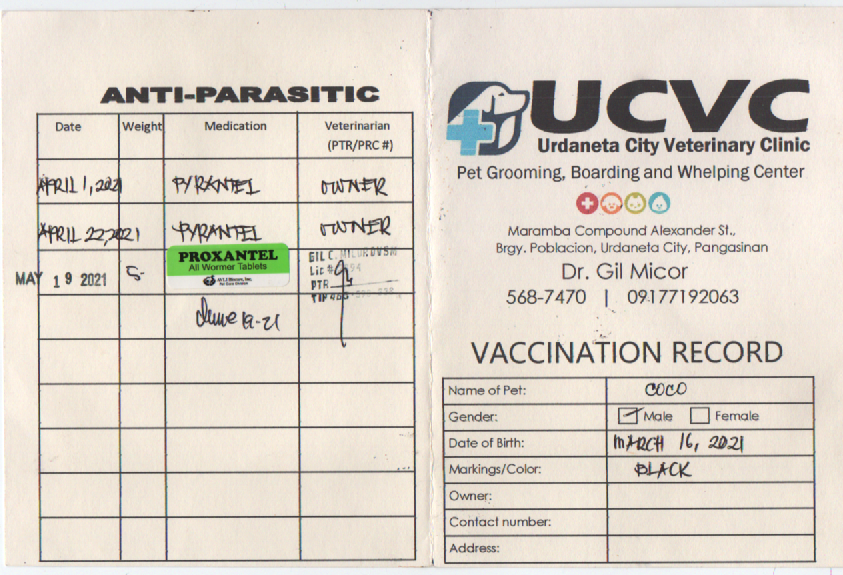 ANTI-PARASITIC
Date Weight Medication Veterinarian (PTR/PRC #)
APRIL 1, 2021 PYRANTEL OWNER
APRIL 22, 2021 PYRANTEL OWNER
MAY 19 2021 5- PROXANTEL
All Wormer Tablets
GIL C.
Lic #
PTR
TIN
June 19-21
UCVC
Urdaneta City Veterinary Clinic
Pet Grooming, Boarding and Whelping Center
Maramba Compound Alexander St.,
Brgy. Poblacion, Urdaneta City, Pangasinan
Dr. Gil Micor
568-7470 | 09177192063
VACCINATION RECORD
Name of Pet: COCO
Gender: Male Female
Date of Birth: MARCH 16, 2021
Markings/Color: BLACK
Owner:
Contact number:
Address: